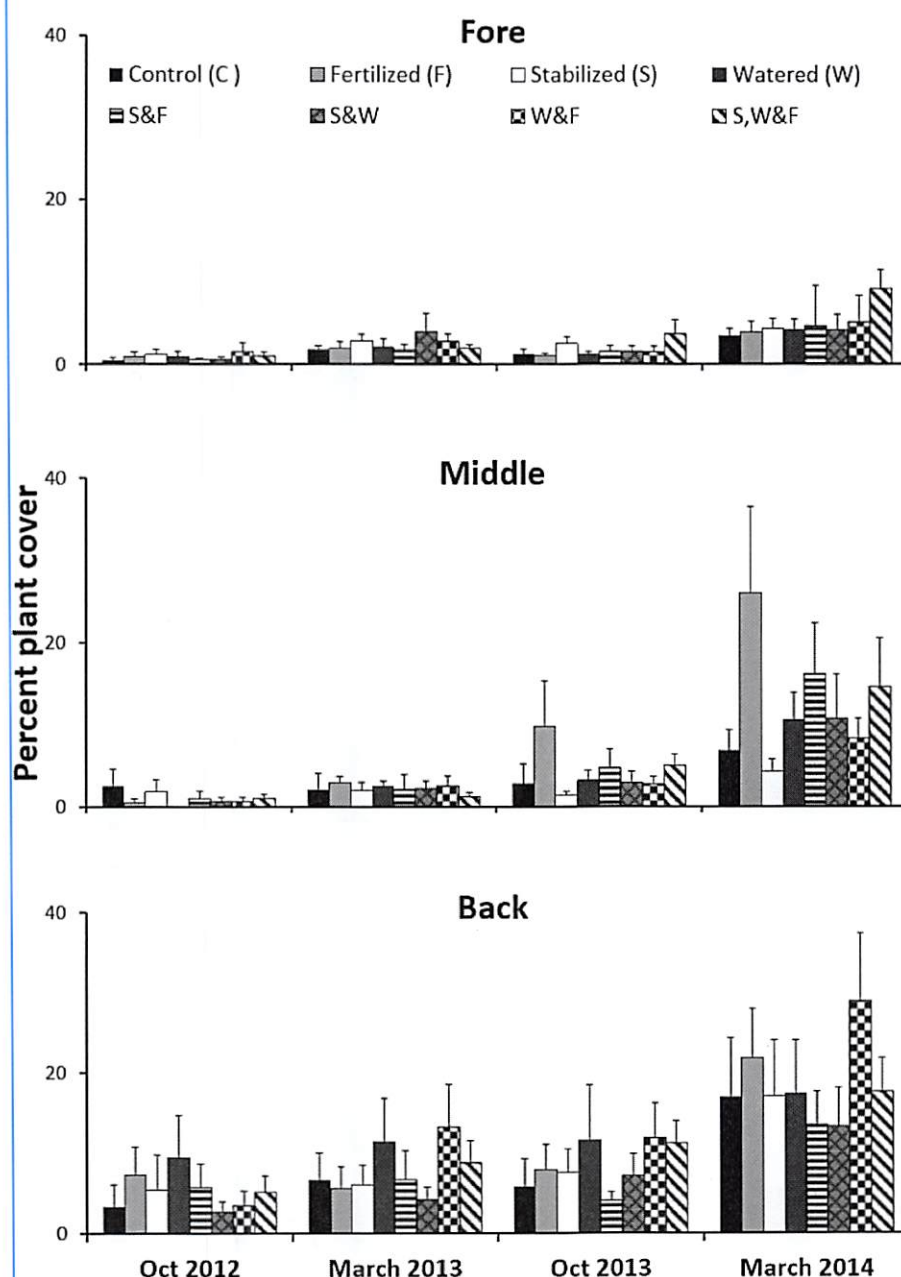 Fore
40
Control (C ) Fertilized (F) Stabilized (S) Watered (W)
S&F S&W W&F S,W&F
20
0
Middle
40
20
0
Percent plant cover
Back
40
20
0
Oct 2012 March 2013 Oct 2013 March 2014